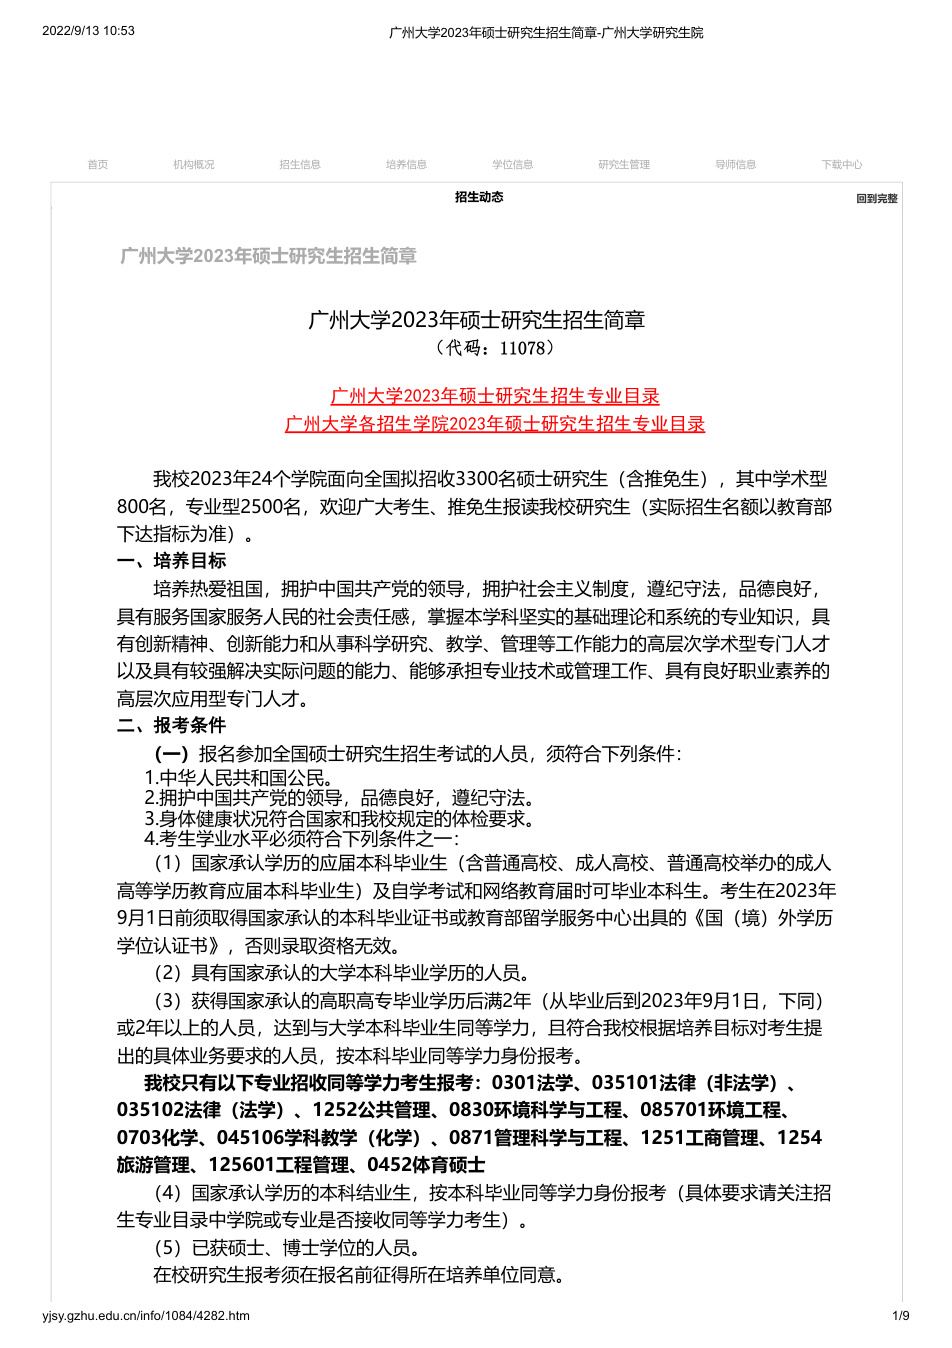 2022/9/13 10:53
广州大学2023年硕士研究生招生简章-广州大学研究生院
首页 机构概况 招生信息 培养信息 学位信息 研究生管理 导师信息 下载中心
招生动态
回到完整
广州大学2023年硕士研究生招生简章
广州大学2023年硕士研究生招生简章
（代码：11078）
广州大学2023年硕士研究生招生专业目录
广州大学各招生学院2023年硕士研究生招生专业目录
我校2023年24个学院面向全国拟招收3300名硕士研究生（含推免生），其中学术型
800名，专业型2500名，欢迎广大考生、推免生报读我校研究生（实际招生名额以教育部
下达指标为准）。
一、培养目标
培养热爱祖国，拥护中国共产党的领导，拥护社会主义制度，遵纪守法，品德良好，
具有服务国家服务人民的社会责任感，掌握本学科坚实的基础理论和系统的专业知识，具
有创新精神、创新能力和从事科学研究、教学、管理等工作能力的高层次学术型专门人才
以及具有较强解决实际问题的能力、能够承担专业技术或管理工作、具有良好职业素养的
高层次应用型专门人才。
二、报考条件
（一）报名参加全国硕士研究生招生考试的人员，须符合下列条件：
1.中华人民共和国公民。
2.拥护中国共产党的领导，品德良好，遵纪守法。
3.身体健康状况符合国家和我校规定的体检要求。
4.考生学业水平必须符合下列条件之一：
（1）国家承认学历的应届本科毕业生（含普通高校、成人高校、普通高校举办的成人
高等学历教育应届本科毕业生）及自学考试和网络教育届时可毕业本科生。考生在2023年
9月1日前须取得国家承认的本科毕业证书或教育部留学服务中心出具的《国（境）外学历
学位认证书》，否则录取资格无效。
（2）具有国家承认的大学本科毕业学历的人员。
（3）获得国家承认的高职高专毕业学历后满2年（从毕业后到2023年9月1日，下同）
或2年以上的人员，达到与大学本科毕业生同等学力，且符合我校根据培养目标对考生提
出的具体业务要求的人员，按本科毕业同等学力身份报考。
我校只有以下专业招收同等学力考生报考：0301法学、035101法律（非法学）、
035102法律（法学）、1252公共管理、0830环境科学与工程、085701环境工程、
0703化学、045106学科教学（化学）、0871管理科学与工程、1251工商管理、1254
旅游管理、125601工程管理、0452体育硕士
（4）国家承认学历的本科结业生，按本科毕业同等学力身份报考（具体要求请关注招
生专业目录中学院或专业是否接收同等学力考生）。
（5）已获硕士、博士学位的人员。
在校研究生报考须在报名前征得所在培养单位同意。
yjsy.gzhu.edu.cn/info/1084/4282.htm
1/9